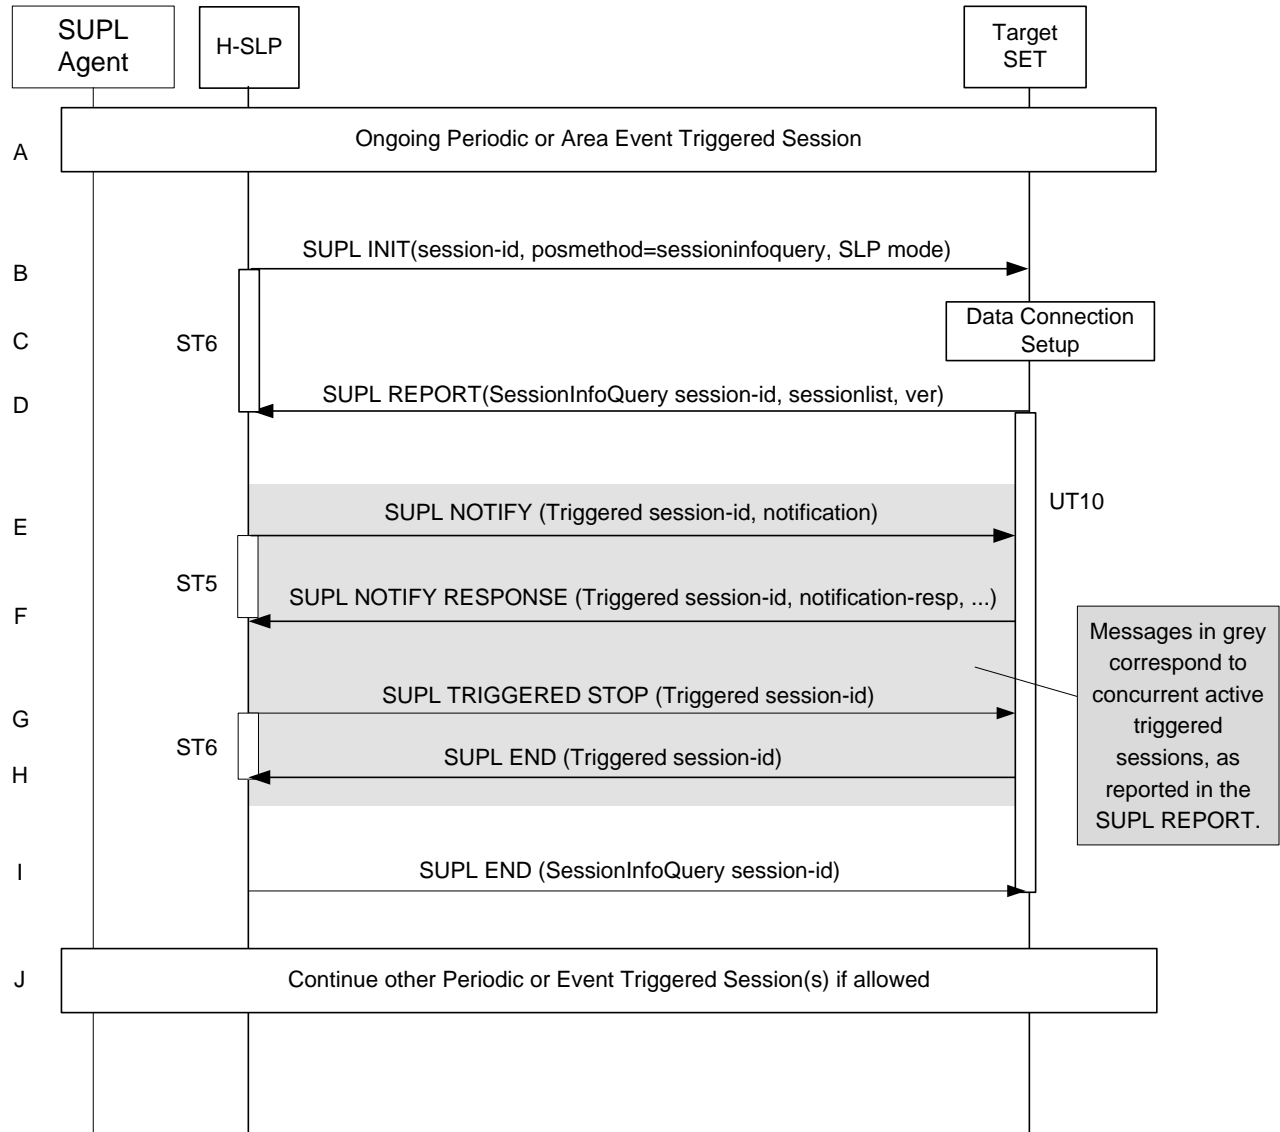 SUPL
Agent
H-SLP
Target
SET
A
Ongoing Periodic or Area Event Triggered Session
B
SUPL INIT(session-id, posmethod=sessioninfoquery, SLP mode)
C
ST6
Data Connection
Setup
D
SUPL REPORT(SessionInfoQuery session-id, sessionlist, ver)
UT10
E
SUPL NOTIFY (Triggered session-id, notification)
ST5
F
SUPL NOTIFY RESPONSE (Triggered session-id, notification-resp, ...)
Messages in grey
correspond to
concurrent active
triggered
sessions, as
reported in the
SUPL REPORT.
G
SUPL TRIGGERED STOP (Triggered session-id)
ST6
H
SUPL END (Triggered session-id)
I
SUPL END (SessionInfoQuery session-id)
J
Continue other Periodic or Event Triggered Session(s) if allowed